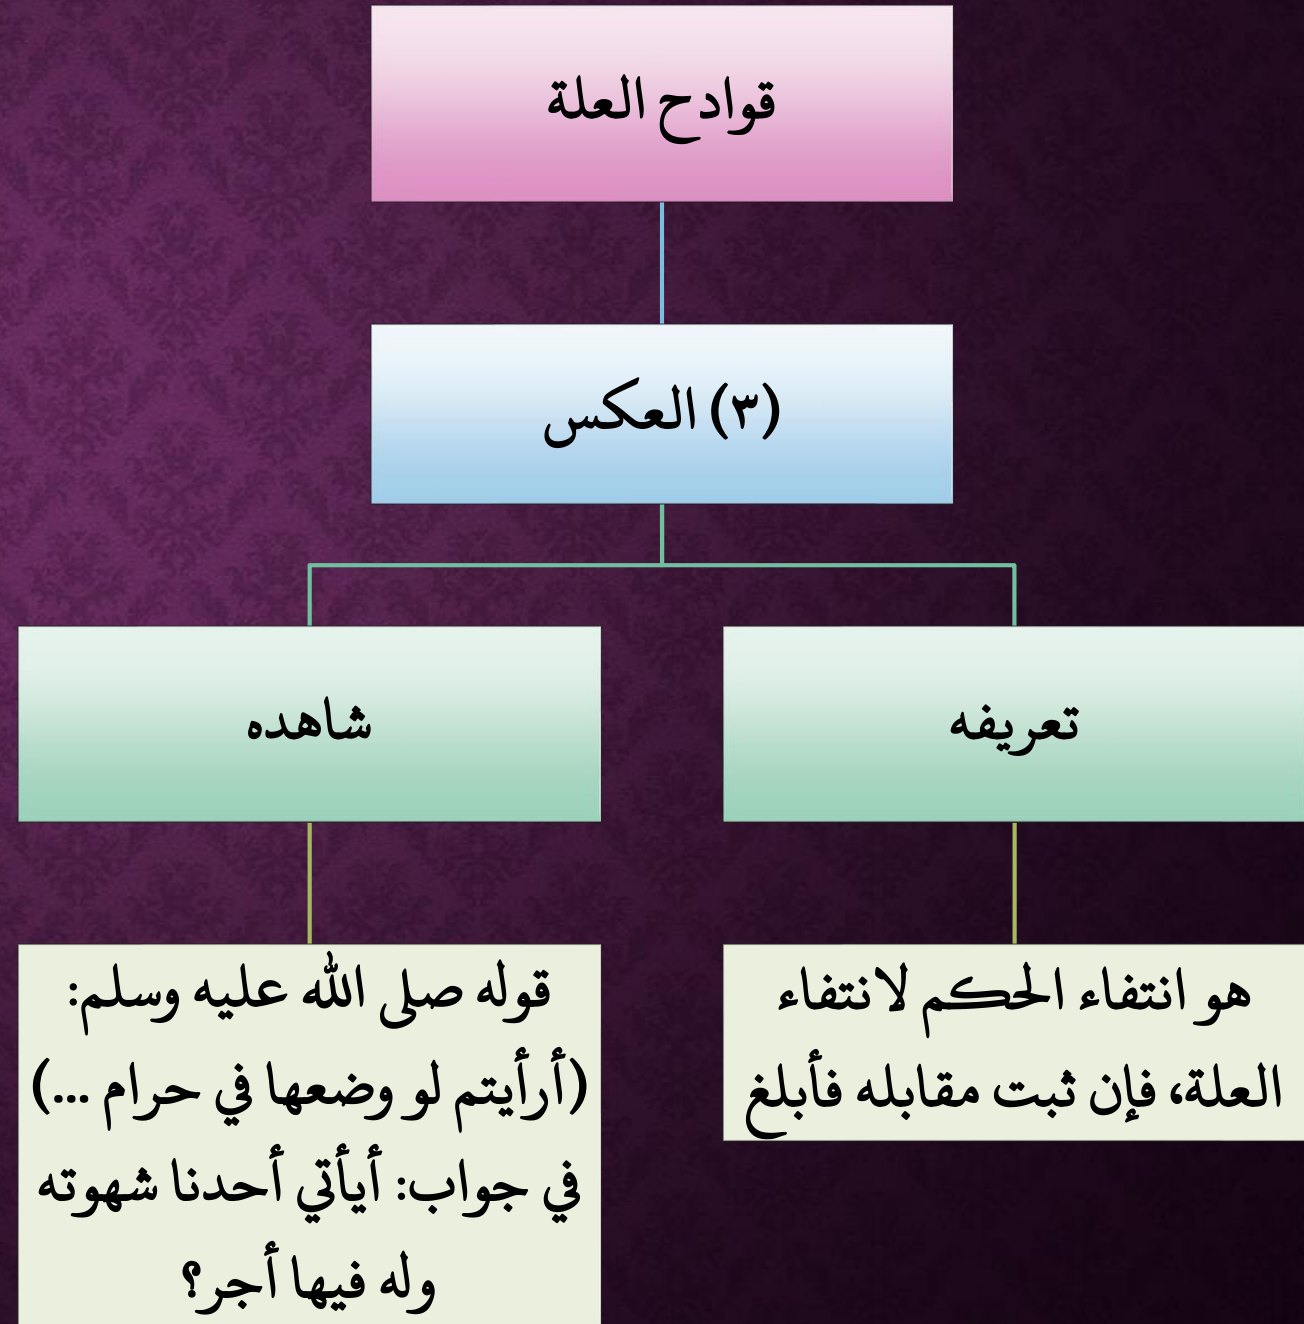 قوادح العلة
(٣) العكس
تعريفه
شاهده
هو انتفاء الحكم لانتفاء
العلة، فإن ثبت مقابله فأبلغ
قوله صلى الله عليه وسلم:
(أرأيتم لو وضعها في حرام ...)
في جواب: أيأتي أحدنا شهوته
وله فيها أجر؟